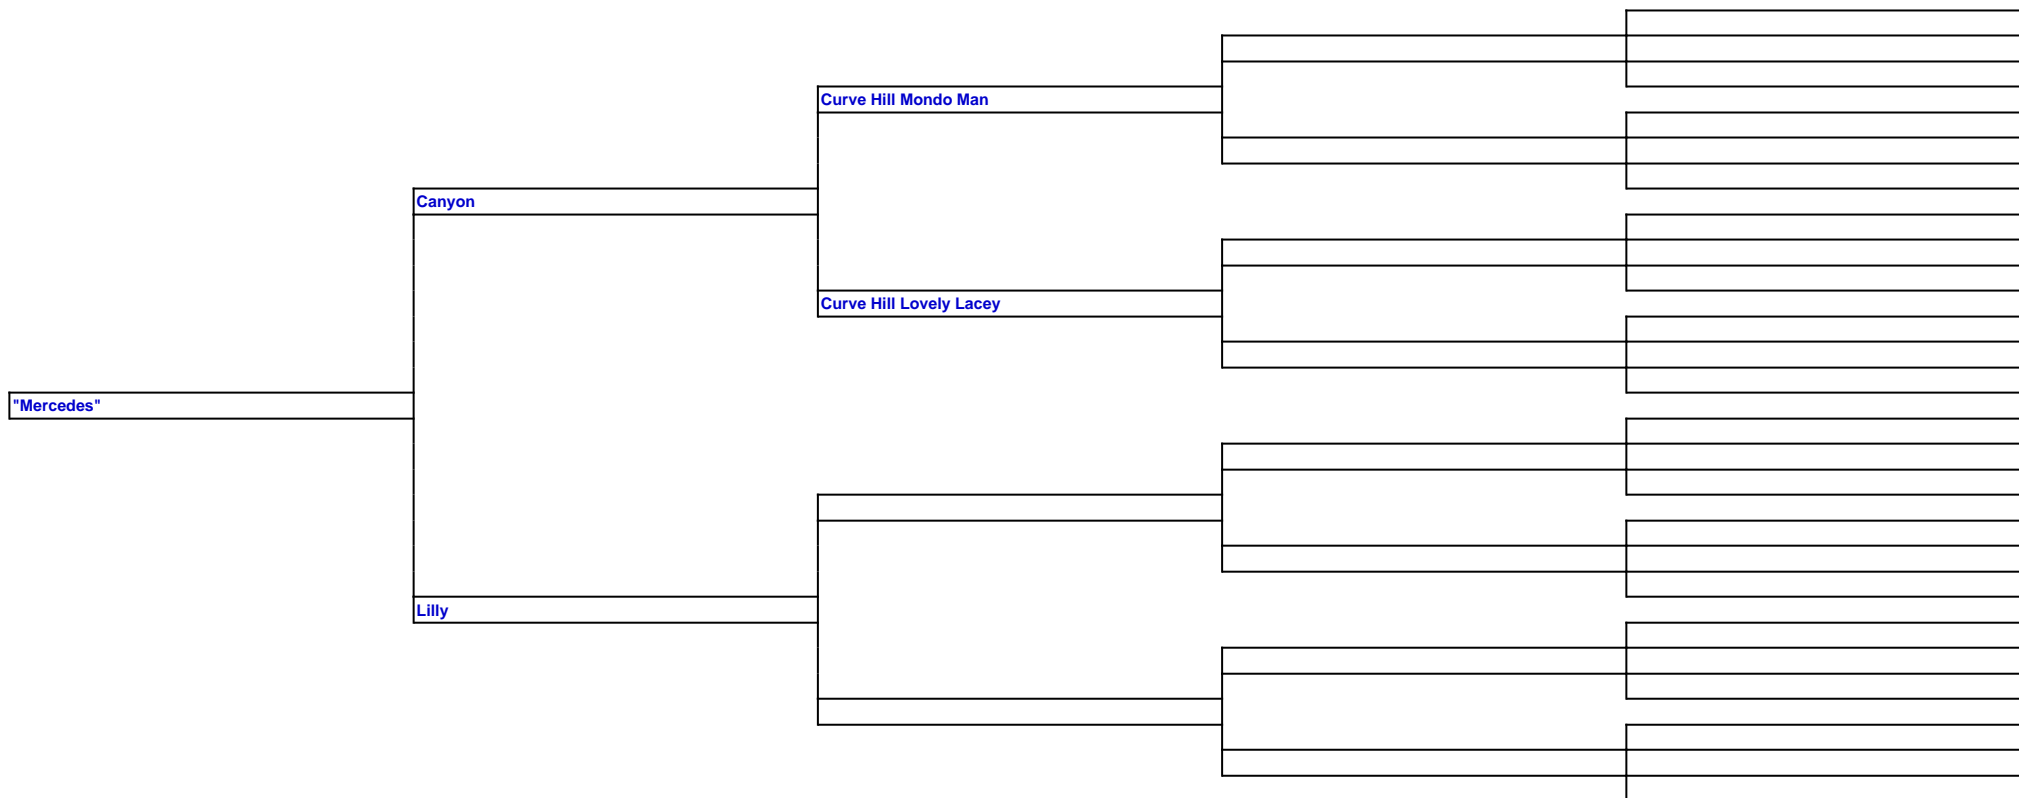 Curve Hill Mondo Man
Canyon
Curve Hill Lovely Lacey
"Mercedes"
Lilly